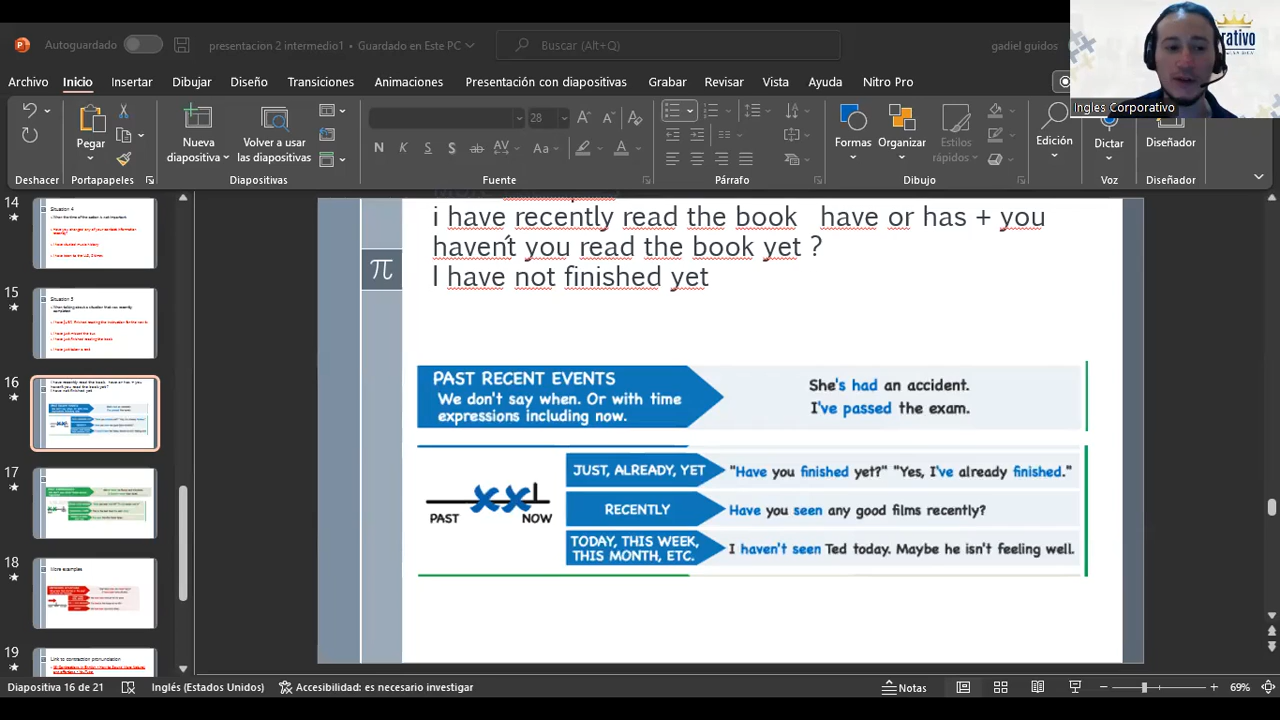 Autoguardado
presentacion 2 intermedio1 • Guardado en Este PC
Buscar (Alt+Q)
gadiel guidos
Archivo Inicio Insertar Dibujar Diseño Transiciones Animaciones Presentación con diapositivas Grabar Revisar Vista Ayuda Nitro Pro
Ingles Corporativo
Pegar
Nueva diapositiva
Volver a usar las diapositivas
28
N K S S ab AV Aa A
Formas
Organizar
Estilos rápidos
Edición
Dictar
Diseñador
Deshacer Portapapeles Diapositivas Fuente Párrafo Dibujo Voz Diseñador
i have recently read the book have or has + you
haven't you read the book yet ?
I have not finished yet
π
PAST RECENT EVENTS
We don't say when. Or with time
expressions including now.
She's had an accident.
I've passed the exam.
PAST NOW
JUST, ALREADY, YET "Have you finished yet?" "Yes, I've already finished."
RECENTLY Have you seen any good films recently?
TODAY, THIS WEEK,
THIS MONTH, ETC.
I haven't seen Ted today. Maybe he isn't feeling well.
14
15
16
17
18
More examples
19
Diapositiva 16 de 21 Inglés (Estados Unidos) Accesibilidad: es necesario investigar Notas 69%